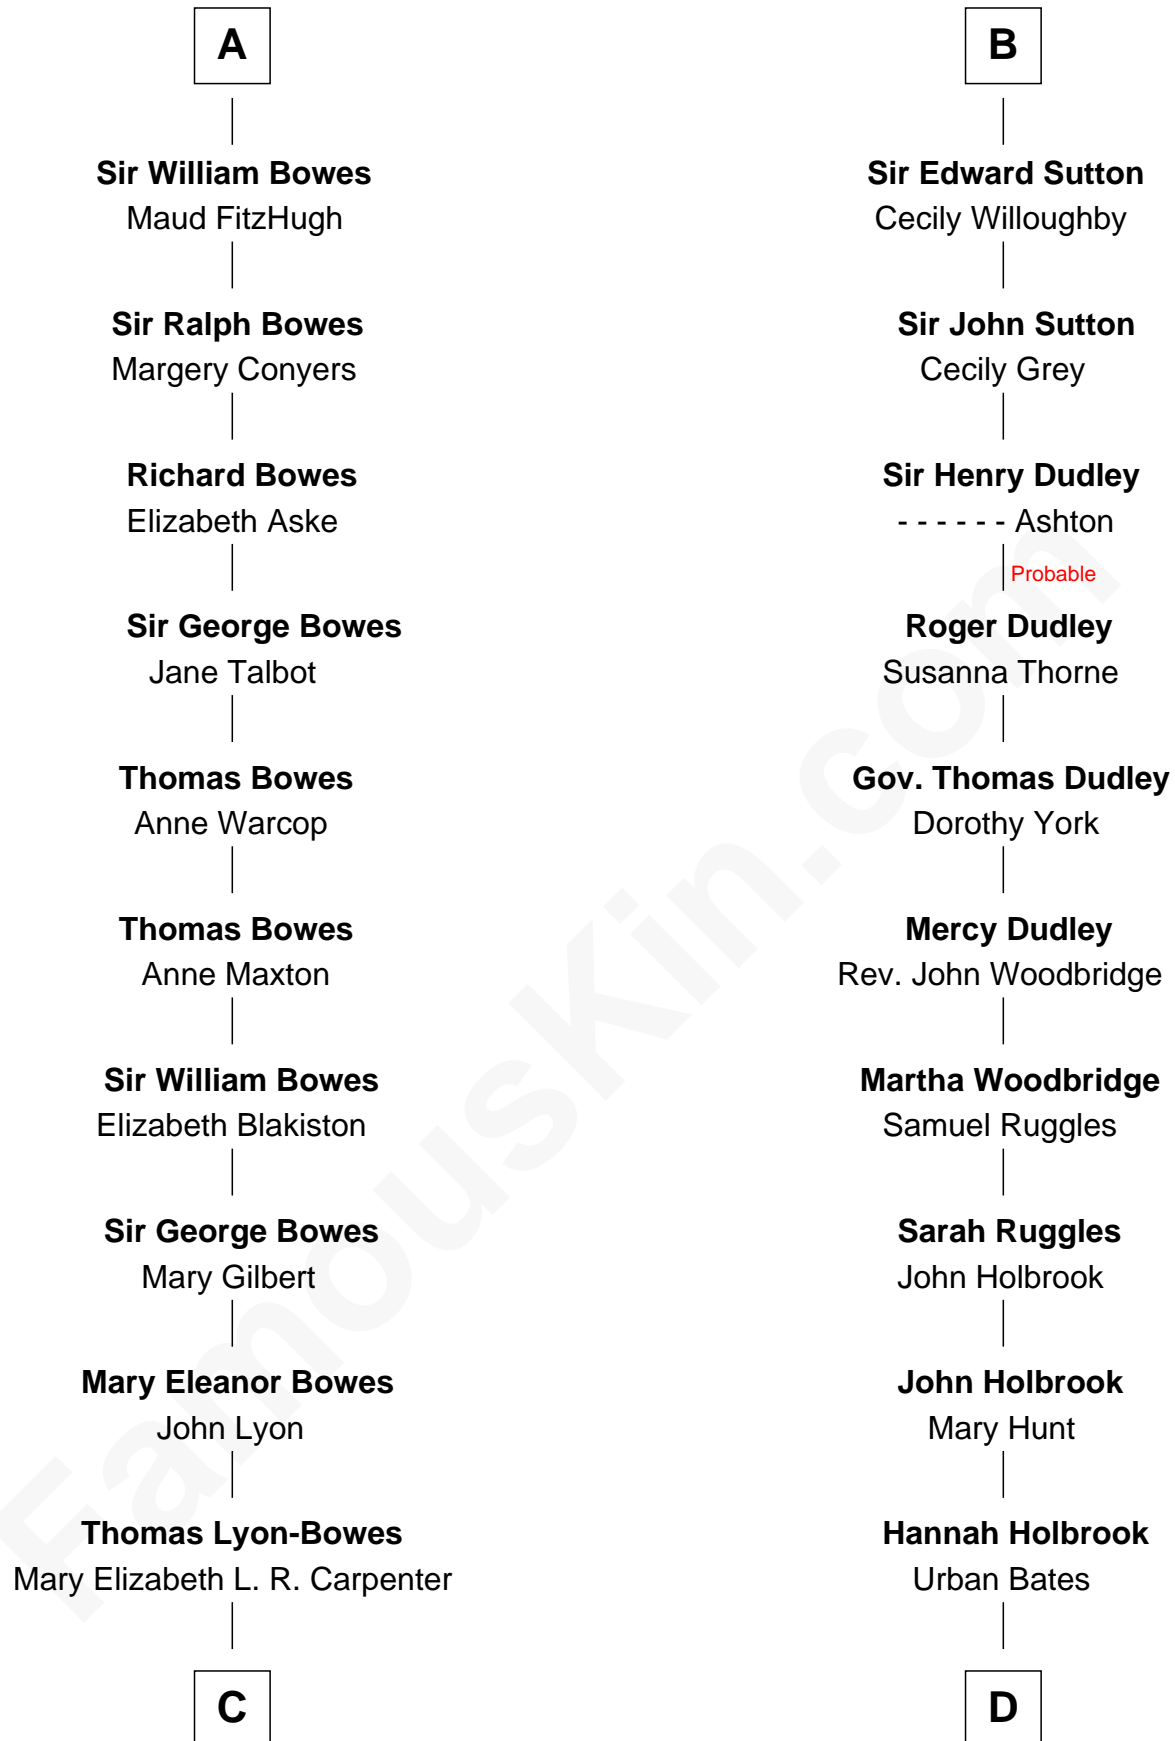 A
Sir William Bowes
Maud FitzHugh
Sir Ralph Bowes
Margery Conyers
Richard Bowes
Elizabeth Aske
Sir George Bowes
Jane Talbot
Thomas Bowes
Anne Warcop
Thomas Bowes
Anne Maxton
Sir William Bowes
Elizabeth Blakiston
Sir George Bowes
Mary Gilbert
Mary Eleanor Bowes
John Lyon
Thomas Lyon-Bowes
Mary Elizabeth L. R. Carpenter
C
B
Sir Edward Sutton
Cecily Willoughby
Sir John Sutton
Cecily Grey
Sir Henry Dudley
- - - - - - Ashton
Probable
Roger Dudley
Susanna Thorne
Gov. Thomas Dudley
Dorothy York
Mercy Dudley
Rev. John Woodbridge
Martha Woodbridge
Samuel Ruggles
Sarah Ruggles
John Holbrook
John Holbrook
Mary Hunt
Hannah Holbrook
Urban Bates
D
FamousKin.com